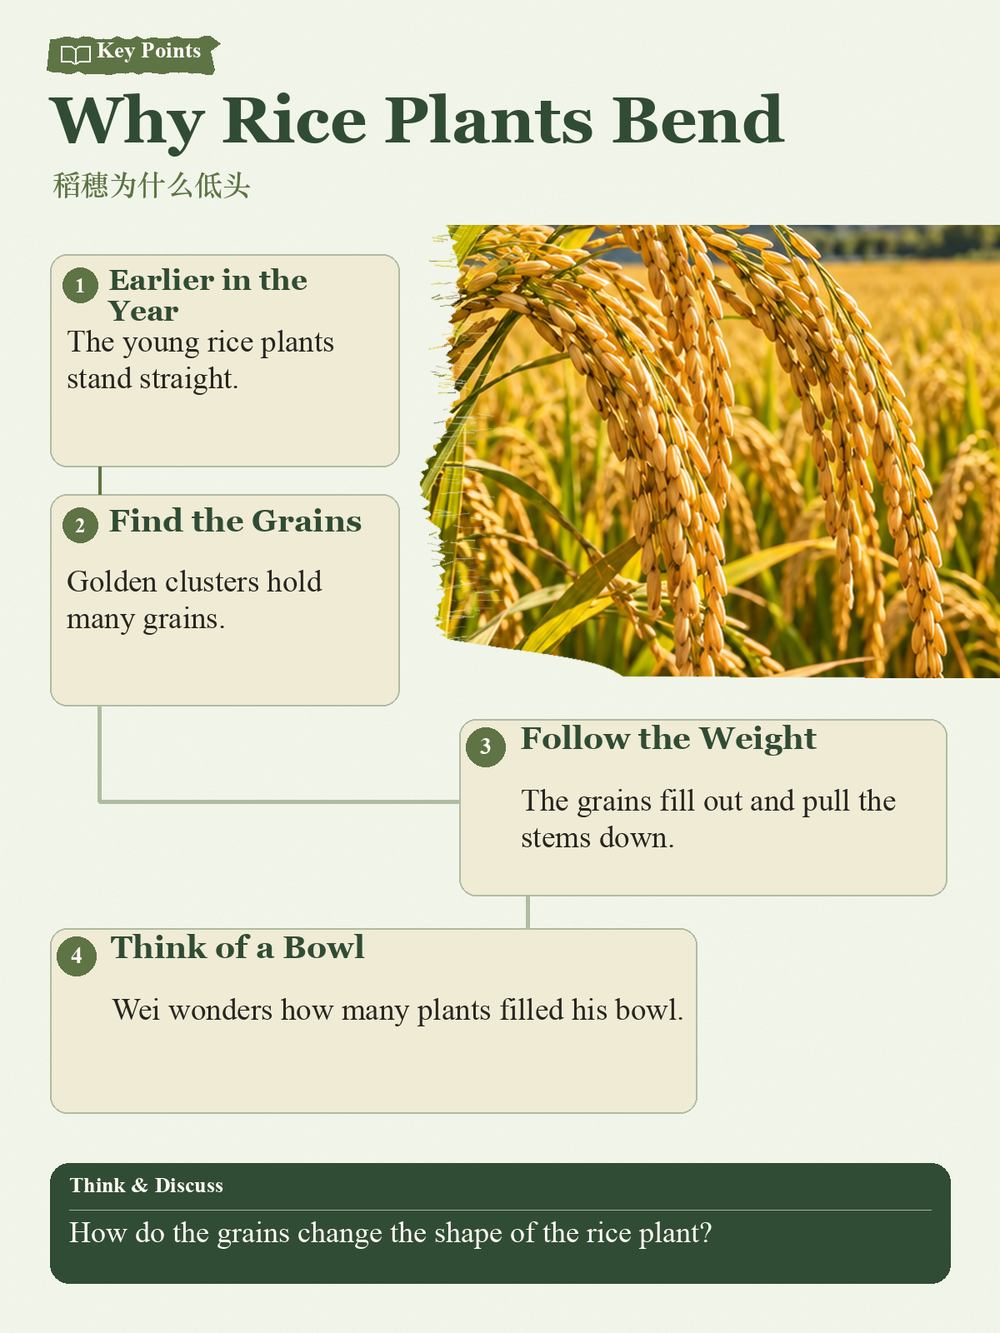 Key Points
Why Rice Plants Bend
稻穗为什么低头
1
Earlier in the
Year
The young rice plants
stand straight.
2
Find the Grains
Golden clusters hold
many grains.
3
Follow the Weight
The grains fill out and pull the
stems down.
4
Think of a Bowl
Wei wonders how many plants filled his bowl.
Think & Discuss
How do the grains change the shape of the rice plant?